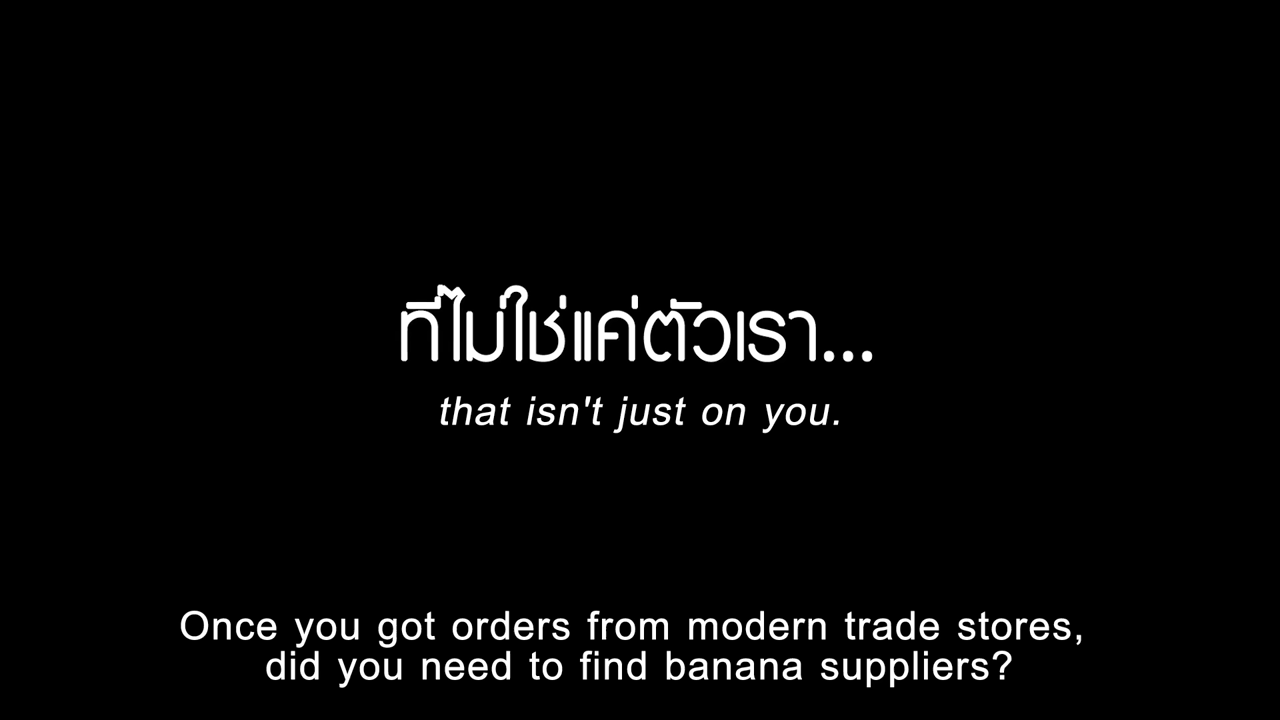 ที่ไม่ใช่แค่ตัวเรา...
that isn't just on you.
Once you got orders from modern trade stores,
did you need to find banana suppliers?